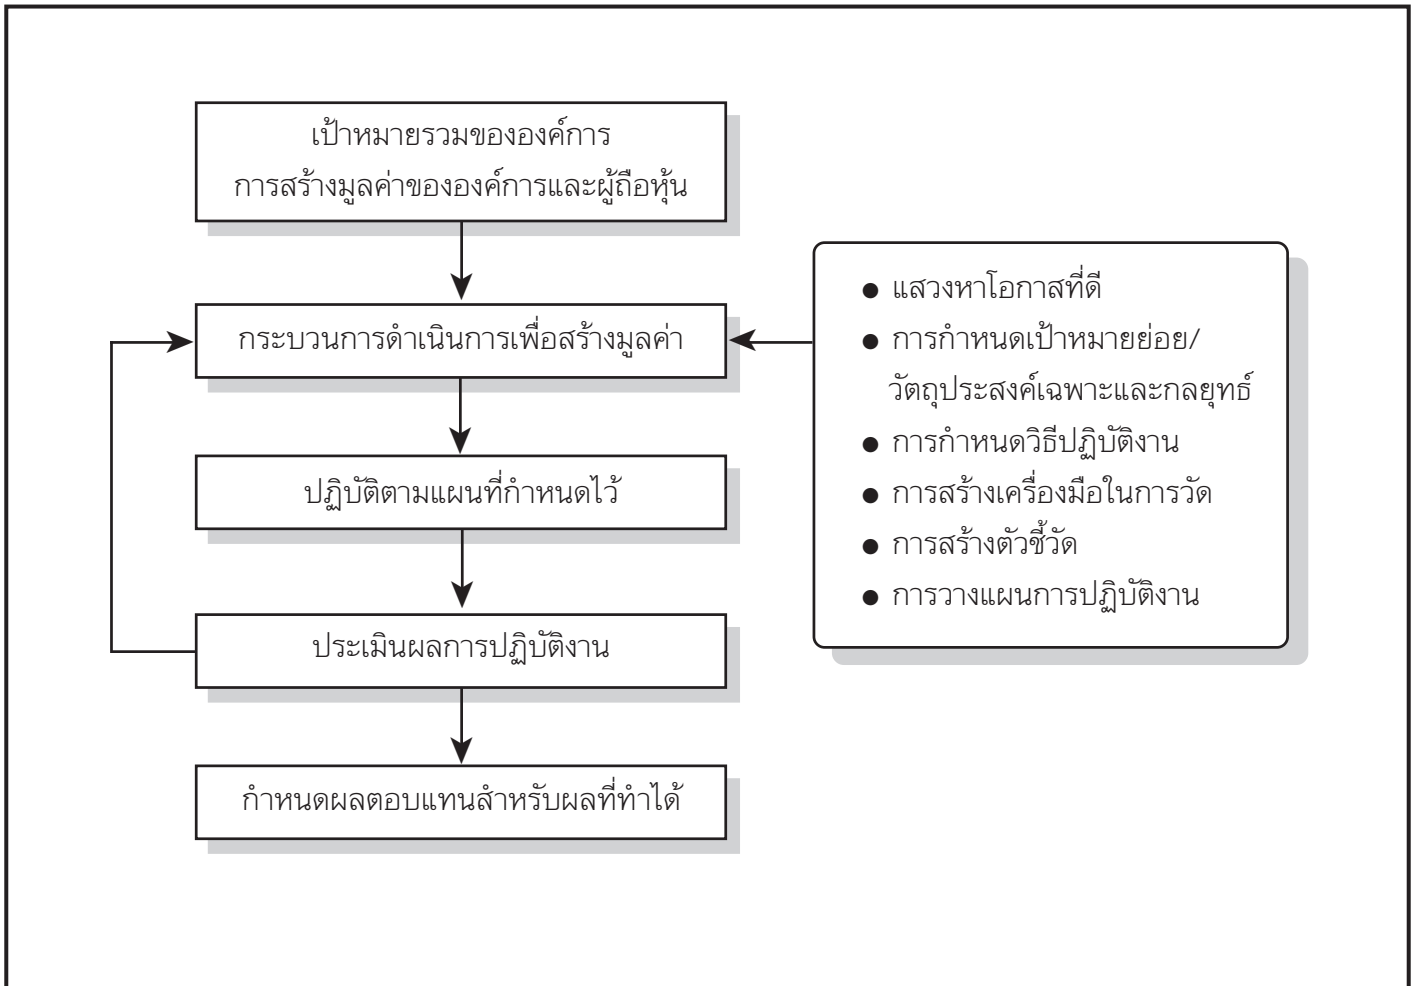 เป้าหมายรวมขององค์การ
การสร้างมูลค่าขององค์การและผู้ถือหุ้น
กระบวนการดำเนินการเพื่อสร้างมูลค่า
ปฏิบัติตามแผนที่กำหนดไว้
ประเมินผลการปฏิบัติงาน
กำหนดผลตอบแทนสำหรับผลที่ทำได้
● แสวงหาโอกาสที่ดี
● การกำหนดเป้าหมายย่อย/
วัตถุประสงค์เฉพาะและกลยุทธ์
● การกำหนดวิธีปฏิบัติงาน
● การสร้างเครื่องมือในการวัด
● การสร้างตัวชี้วัด
● การวางแผนการปฏิบัติงาน